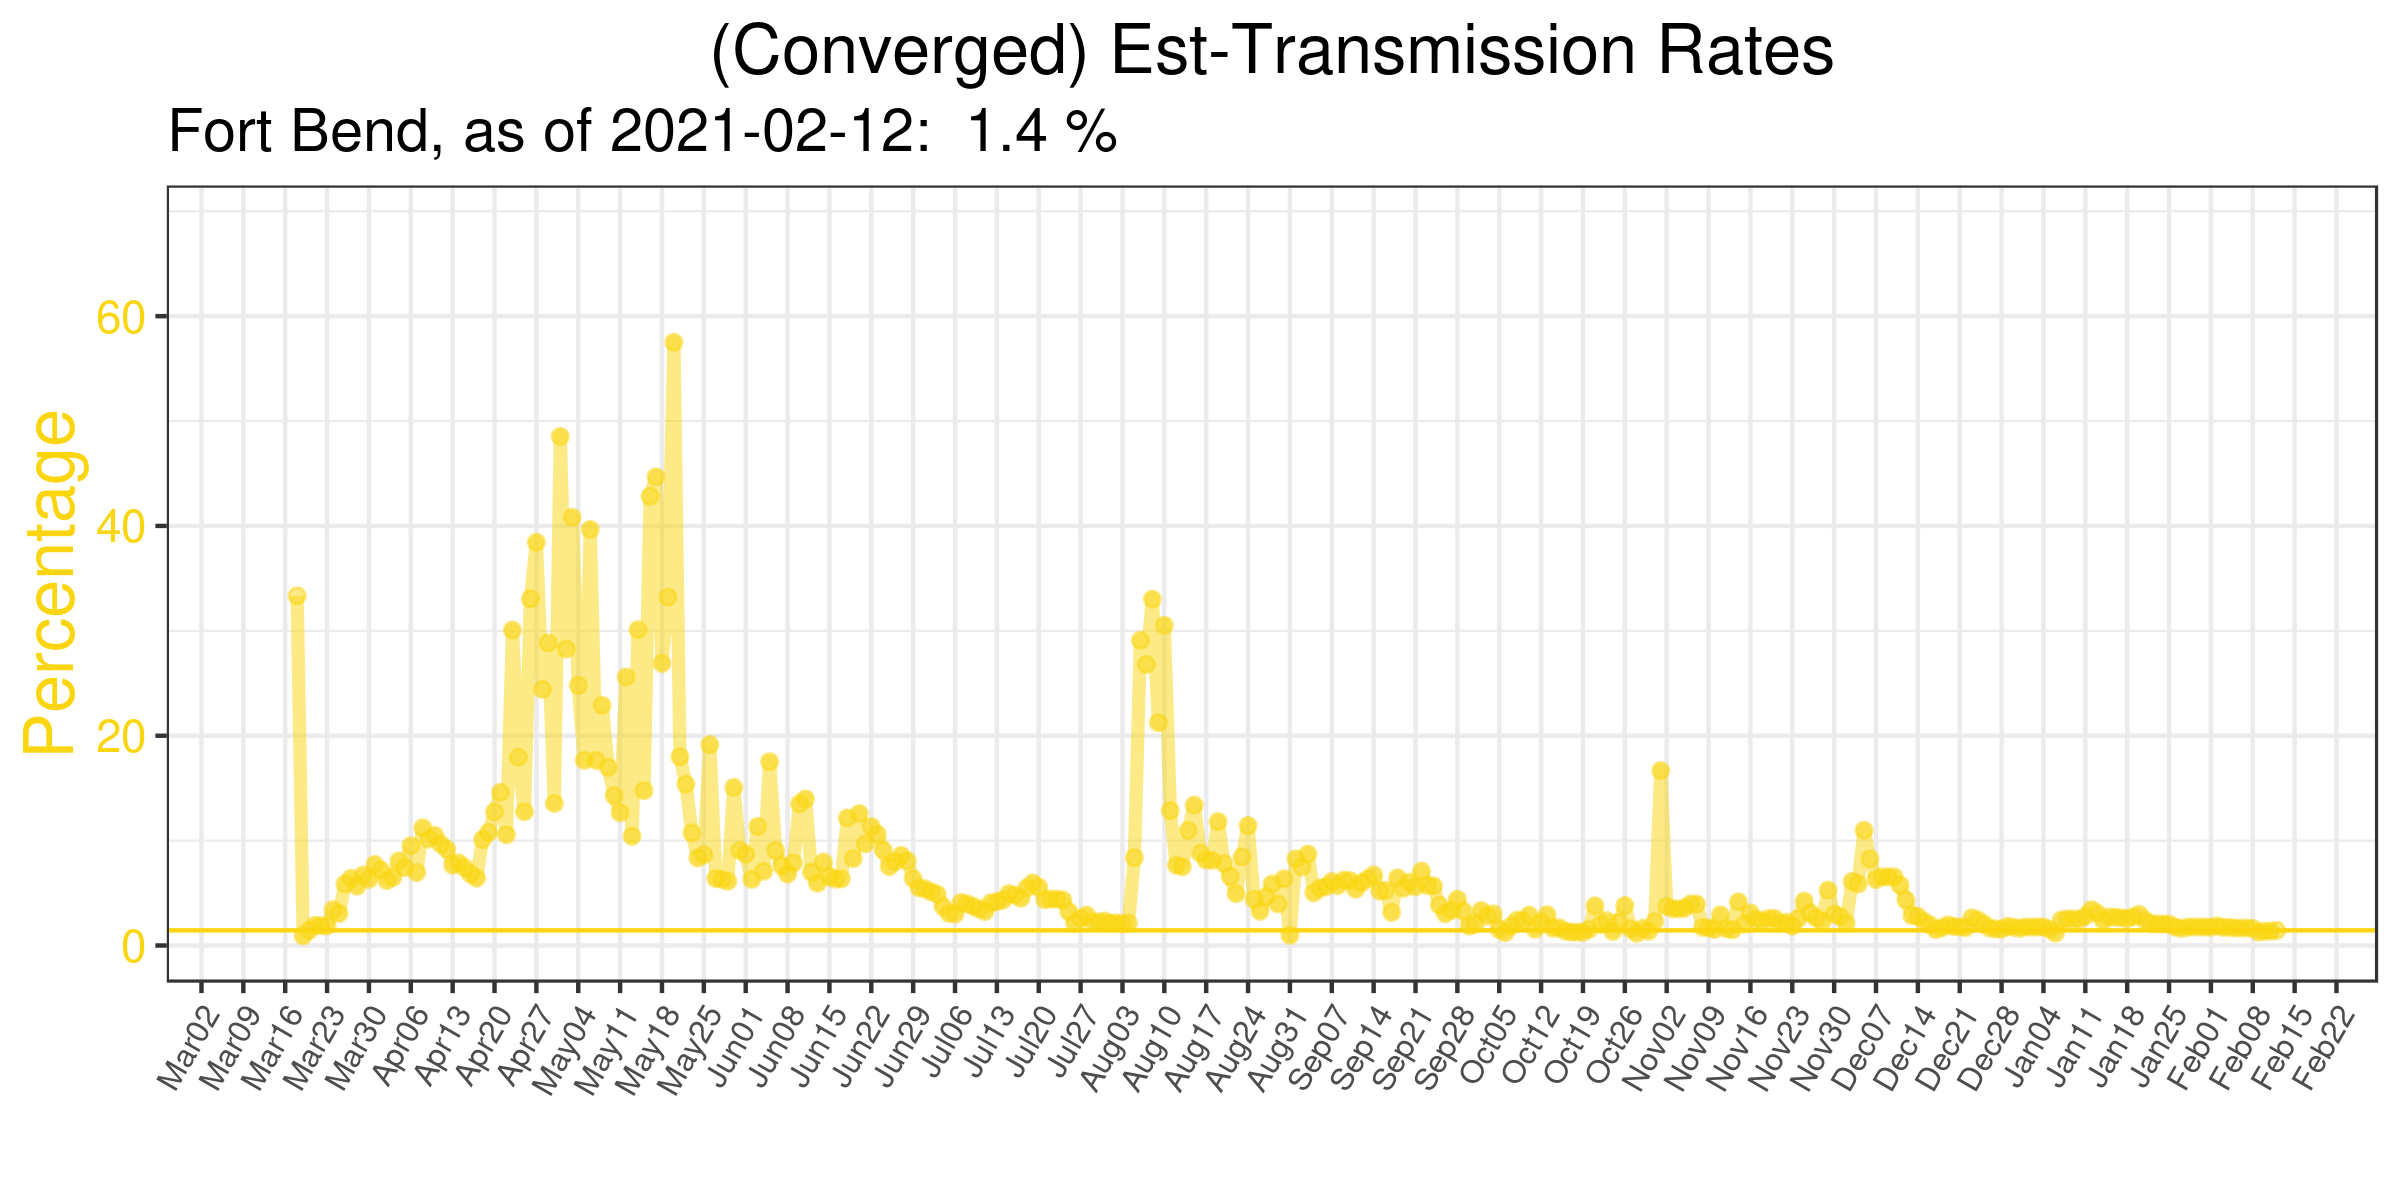 (Converged) Est-Transmission Rates
Fort Bend, as of 2021-02-12:  1.4 %
Percentage
60
40
20
0
Mar02 Mar09 Mar16 Mar23 Mar30 Apr06 Apr13 Apr20 Apr27 May04 May11 May18 May25 Jun01 Jun08 Jun15 Jun22 Jun29 Jul06 Jul13 Jul20 Jul27 Aug03 Aug10 Aug17 Aug24 Aug31 Sep07 Sep14 Sep21 Sep28 Oct05 Oct12 Oct19 Oct26 Nov02 Nov09 Nov16 Nov23 Nov30 Dec07 Dec14 Dec21 Dec28 Jan04 Jan11 Jan18 Jan25 Feb01 Feb08 Feb15 Feb22